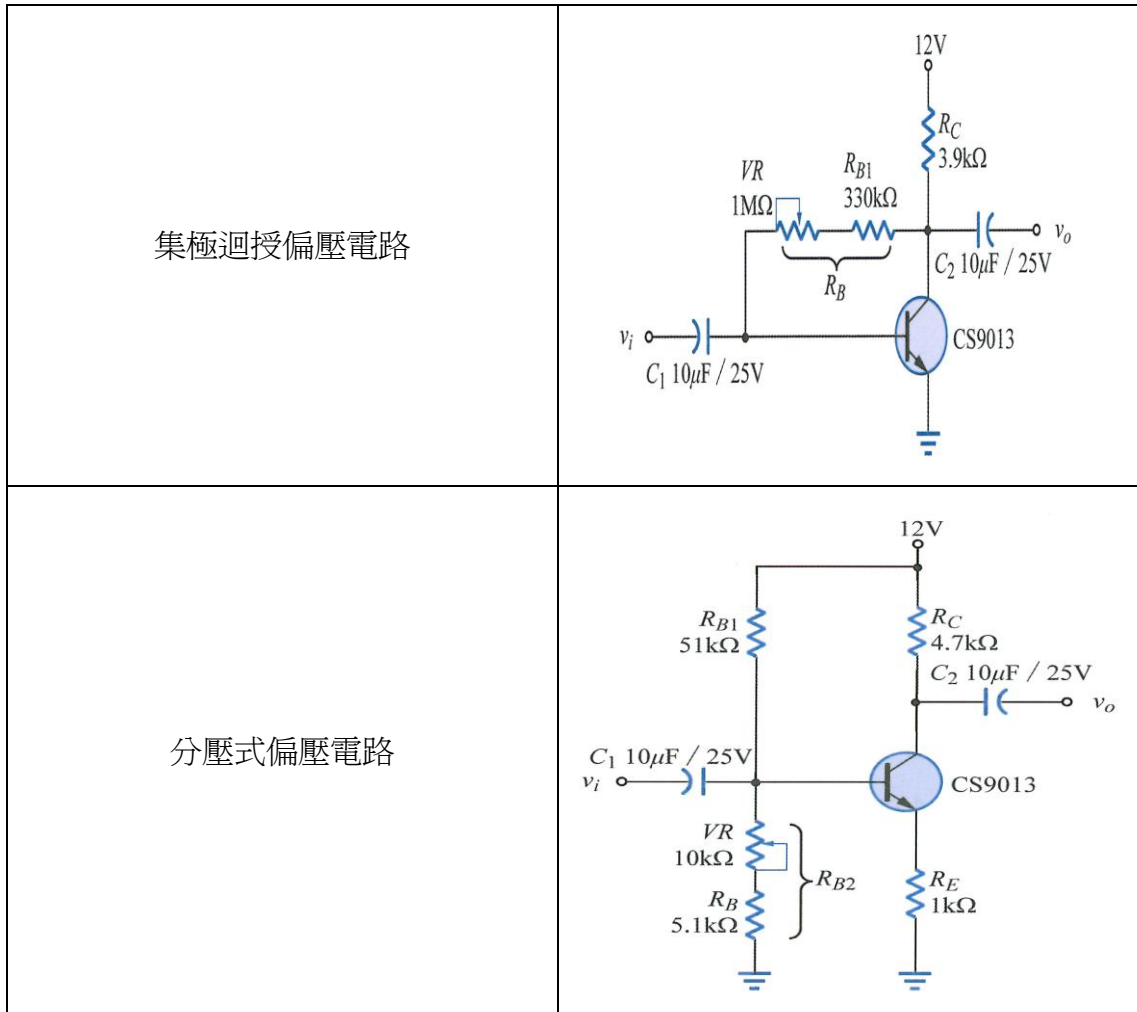 集極迴授偏壓電路
12V
R_C
3.9kΩ
VR
1MΩ
R_B1
330kΩ
R_B
C_2 10μF / 25V
v_o
v_i
C_1 10μF / 25V
CS9013
分壓式偏壓電路
12V
R_B1
51kΩ
R_C
4.7kΩ
C_2 10μF / 25V
v_o
C_1 10μF / 25V
v_i
CS9013
VR
10kΩ
R_B2
R_B
5.1kΩ
R_E
1kΩ